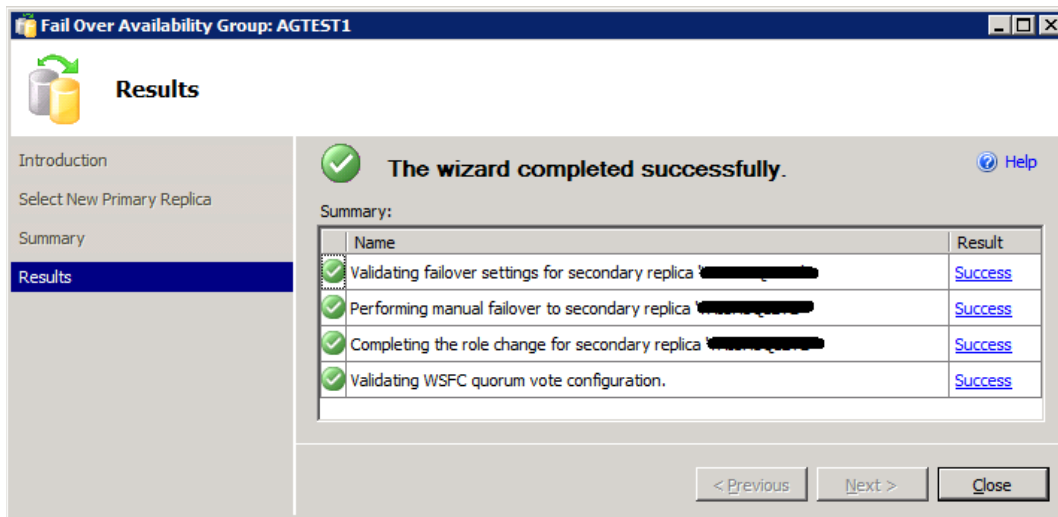 Fail Over Availability Group: AGTEST1
Results
Introduction
Select New Primary Replica
Summary
Results
The wizard completed successfully.
Help
Summary:
Name Result
Validating failover settings for secondary replica ' Success
Performing manual failover to secondary replica ' Success
Completing the role change for secondary replica ' Success
Validating WSFC quorum vote configuration. Success
< Previous Next > Close